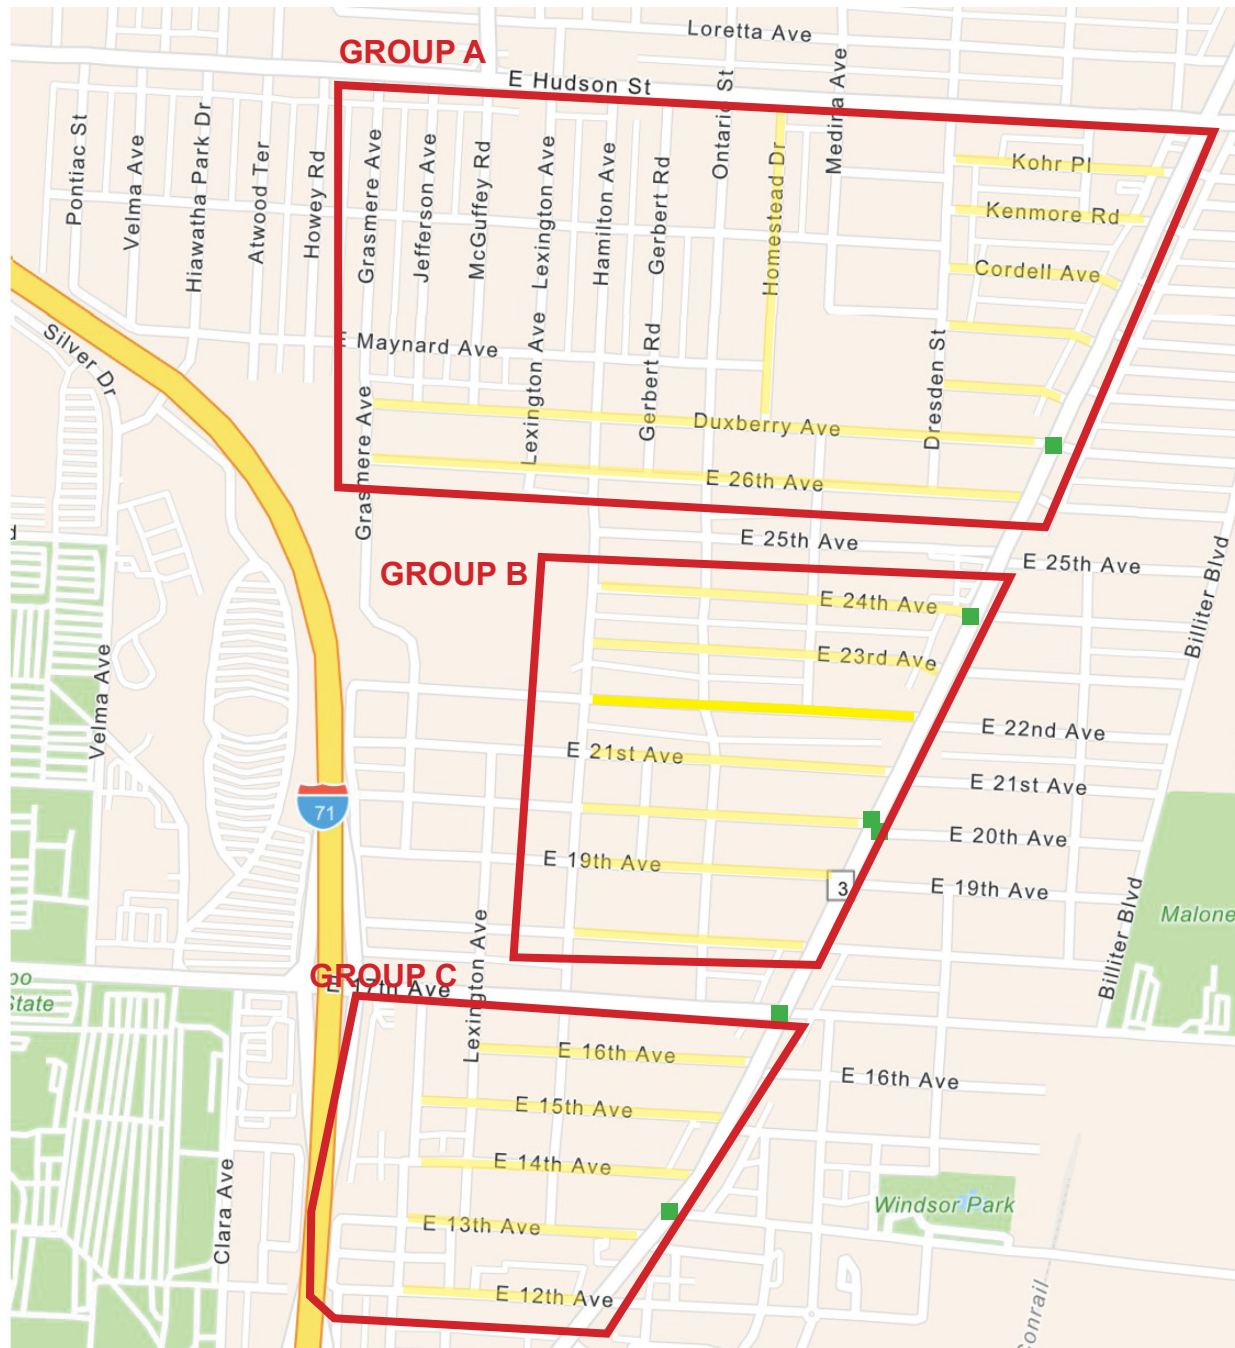 Loretta Ave
GROUP A
E Hudson St
Pontiac St
Velma Ave
Hiawatha Park Dr
Atwood Ter
Howey Rd
Grasmere Ave
Jefferson Ave
McGuffey Rd
Lexington Ave
Hamilton Ave
Gerbert Rd
Ontario St
Homestead Dr
Medina Ave
Kohr Pl
Kenmore Rd
Cordell Ave
Silver Dr
E Maynard Ave
Lexington Ave
Gerbert Rd
Dresden St
Grasmere Ave
Duxberry Ave
E 26th Ave
d
E 25th Ave
E 25th Ave
GROUP B
E 24th Ave
Billiter Blvd
E 23rd Ave
Velma Ave
E 22nd Ave
E 21st Ave
E 21st Ave
71
E 20th Ave
E 19th Ave
3
E 19th Ave
Malone
Billiter Blvd
Lexington Ave
GROUP C
E 17th Ave
po
State
E 16th Ave
E 16th Ave
E 15th Ave
E 14th Ave
Clara Ave
Windsor Park
E 13th Ave
E 12th Ave
onrail